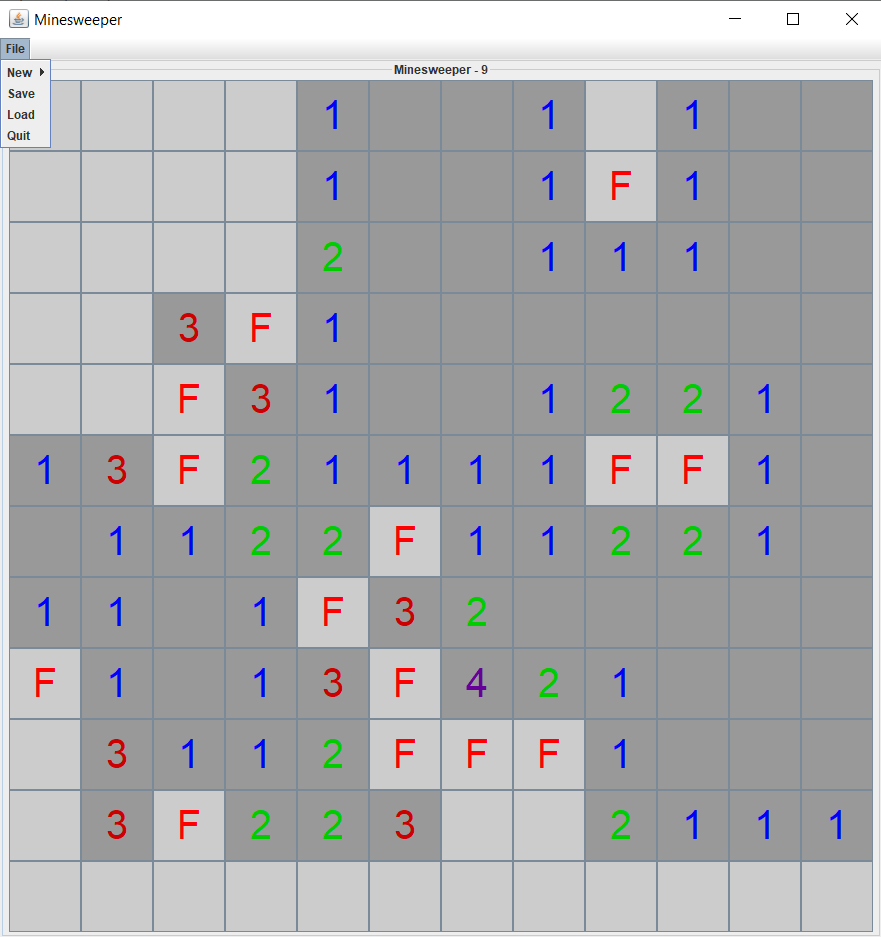 Minesweeper
File
Minesweeper - 9
New
Save
Load
Quit
1 1 1
1 1 F 1
2 1 1 1
3 F 1
F 3 1 1 2 2 1
1 3 F 2 1 1 1 1 F F 1
1 1 2 2 F 1 1 2 2 1
1 1 1 F 3 2
F 1 1 3 F 4 2 1
3 1 1 2 F F F 1
3 F 2 2 3 2 1 1 1